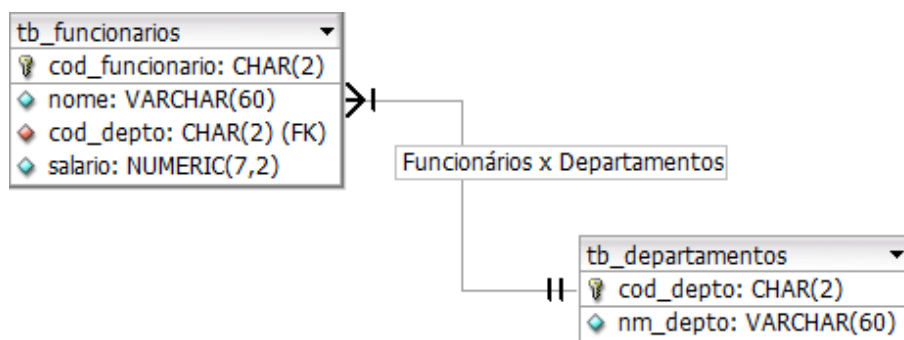 tb_funcionarios
cod_funcionario: CHAR(2)
nome: VARCHAR(60)
cod_depto: CHAR(2) (FK)
salario: NUMERIC(7,2)
Funcionários x Departamentos
tb_departamentos
cod_depto: CHAR(2)
nm_depto: VARCHAR(60)